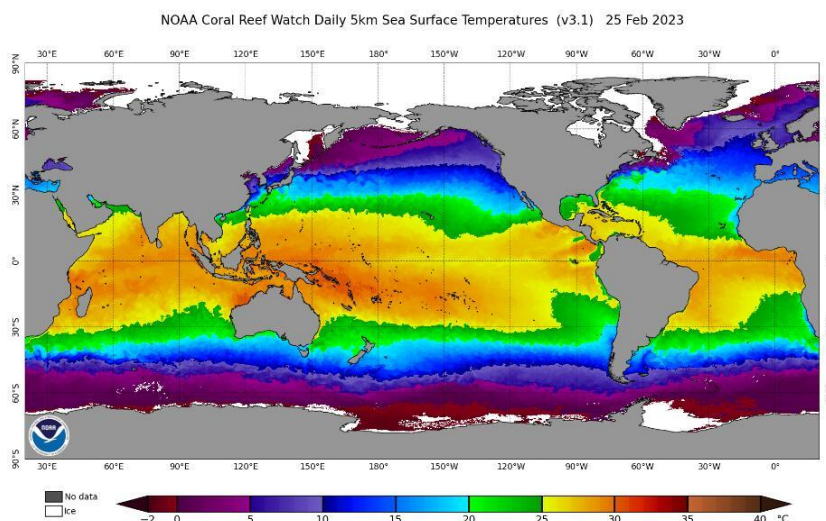 NOAA Coral Reef Watch Daily 5km Sea Surface Temperatures (v3.1) 25 Feb 2023
30°E 60°E 90°E 120°E 150°E 180° 150°W 120°W 90°W 60°W 30°W 0°
90°N
60°N
30°N
0°
30°S
60°S
90°S
NOAA
30°E 60°E 90°E 120°E 150°E 180° 150°W 120°W 90°W 60°W 30°W 0°
No data
Ice
−2 0 5 10 15 20 25 30 35 40 °C